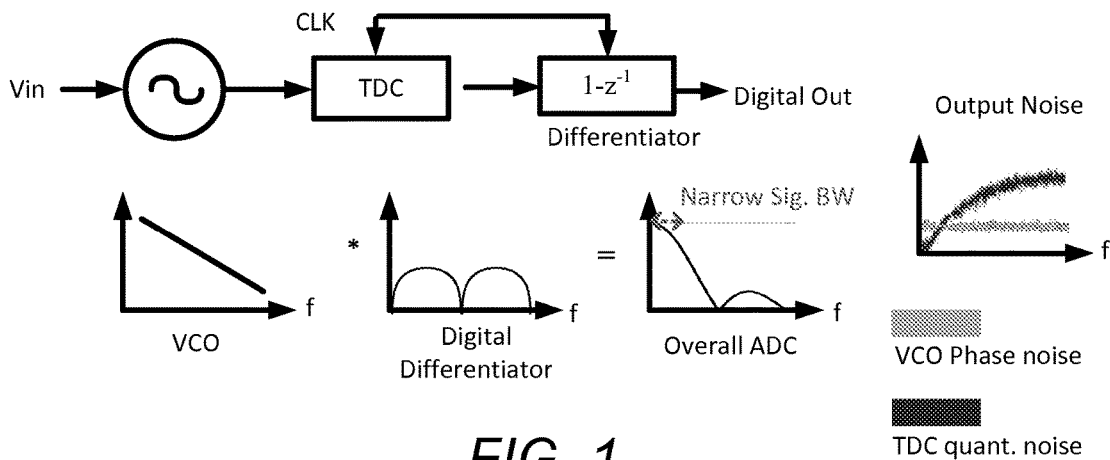 CLK
Vin
TDC
1-z⁻¹
Digital Out
Differentiator
Output Noise
Narrow Sig. BW
*
=
f
f
f
f
VCO
Digital
Differentiator
Overall ADC
VCO Phase noise
TDC quant. noise
FIG. 1